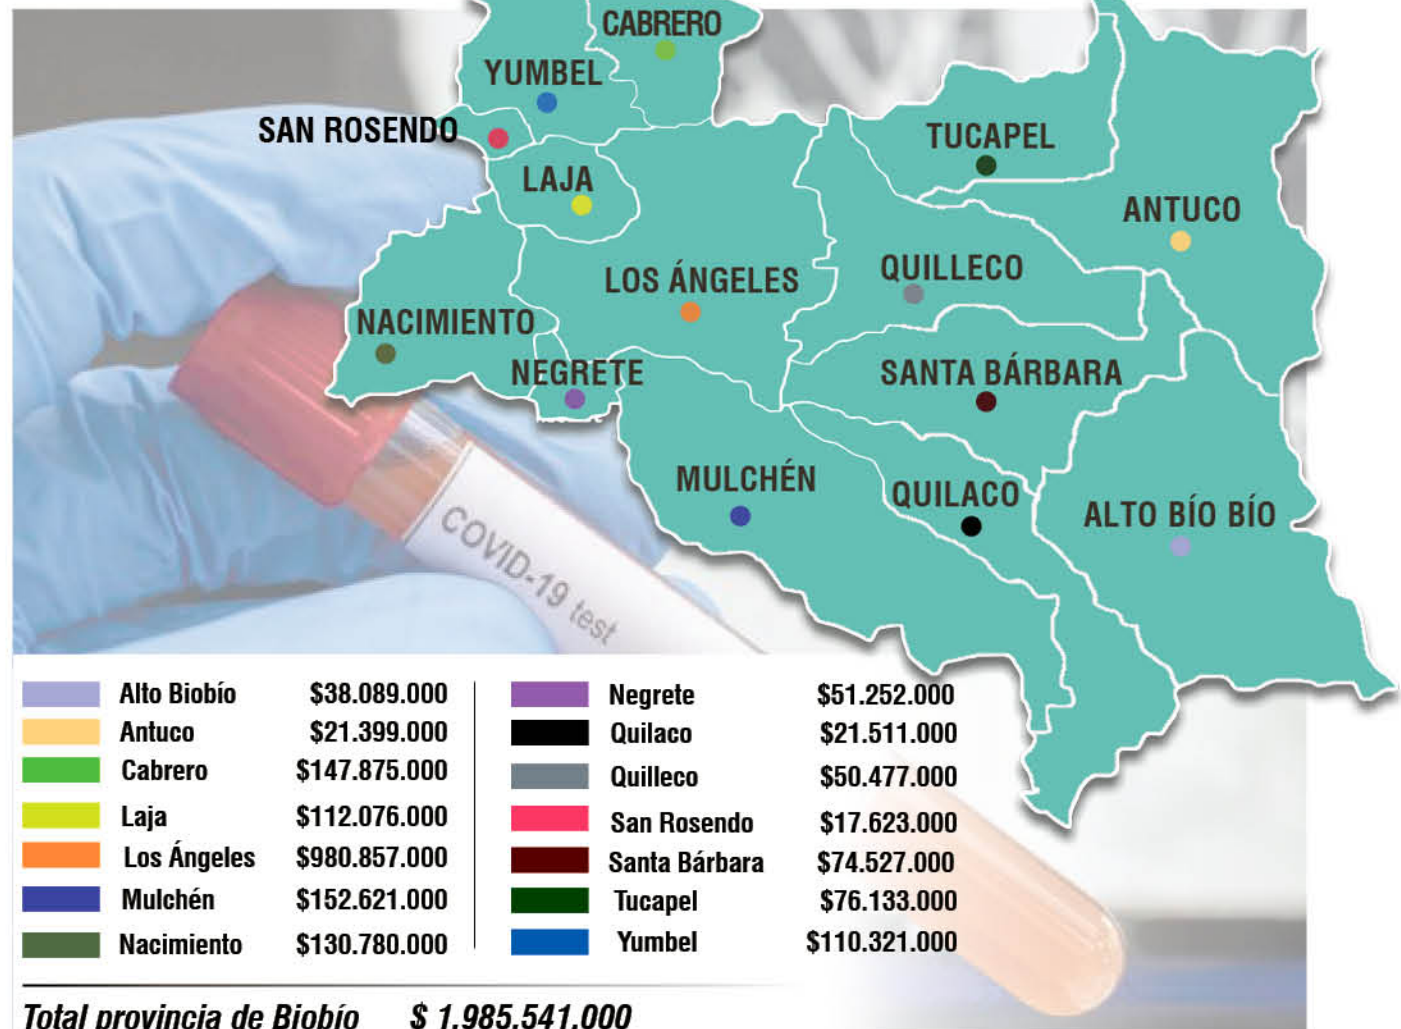 CABRERO
YUMBEL
SAN ROSENDO
TUCAPEL
LAJA
ANTUCO
QUILLECO
LOS ÁNGELES
NACIMIENTO
NEGRETE
SANTA BÁRBARA
MULCHÉN
QUILACO
ALTO BÍO BÍO
COVID-19 test
Alto Biobío $38.089.000
Antuco $21.399.000
Cabrero $147.875.000
Laja $112.076.000
Los Ángeles $980.857.000
Mulchén $152.621.000
Nacimiento $130.780.000
Negrete $51.252.000
Quilaco $21.511.000
Quilleco $50.477.000
San Rosendo $17.623.000
Santa Bárbara $74.527.000
Tucapel $76.133.000
Yumbel $110.321.000
Total provincia de Biobío $ 1.985.541.000